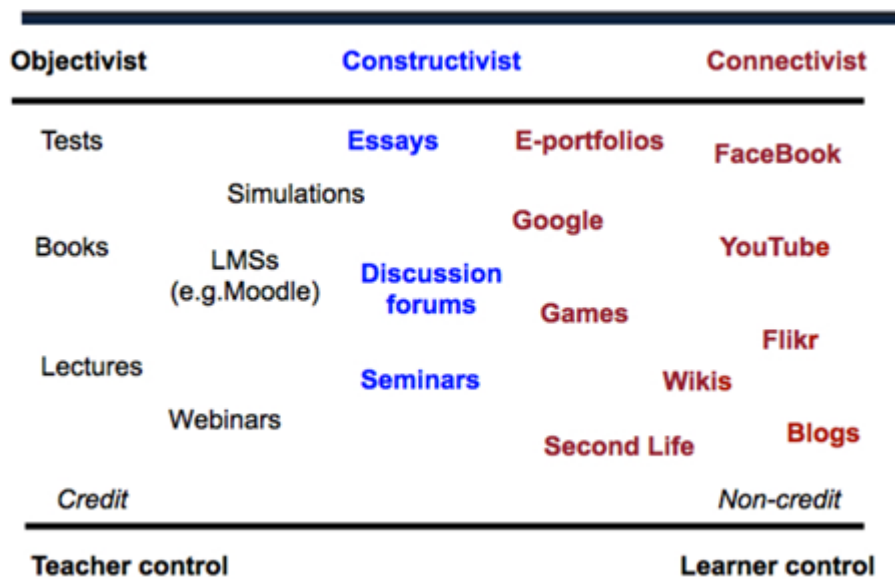 Objectivist Constructivist Connectivist
Tests Essays E-portfolios FaceBook
Simulations
Google
Books YouTube
LMSs
(e.g.Moodle)
Discussion
forums
Games
Flikr
Lectures Seminars Wikis
Webinars Blogs
Second Life
Credit Non-credit
Teacher control Learner control